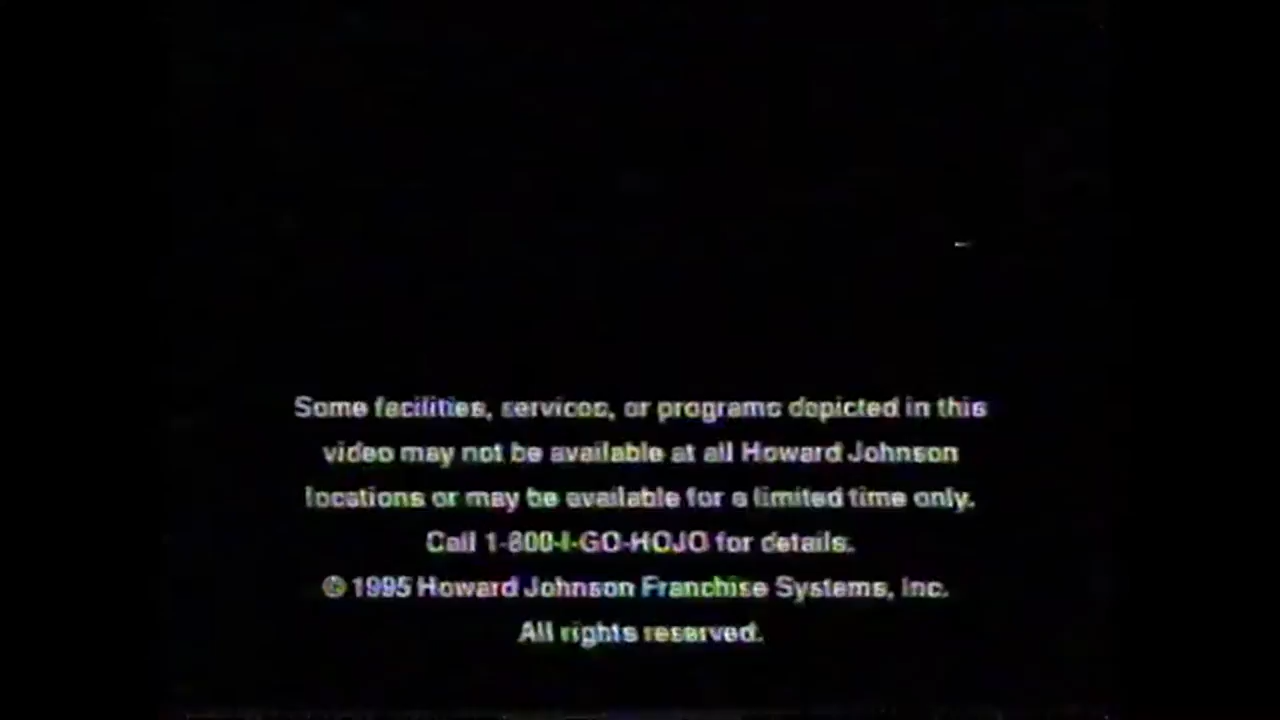 Some facilities, services, or programs depicted in this
video may not be available at all Howard Johnson
locations or may be available for a limited time only.
Call 1-800-I-GO-HOJO for details.
© 1995 Howard Johnson Franchise Systems, Inc.
All rights reserved.